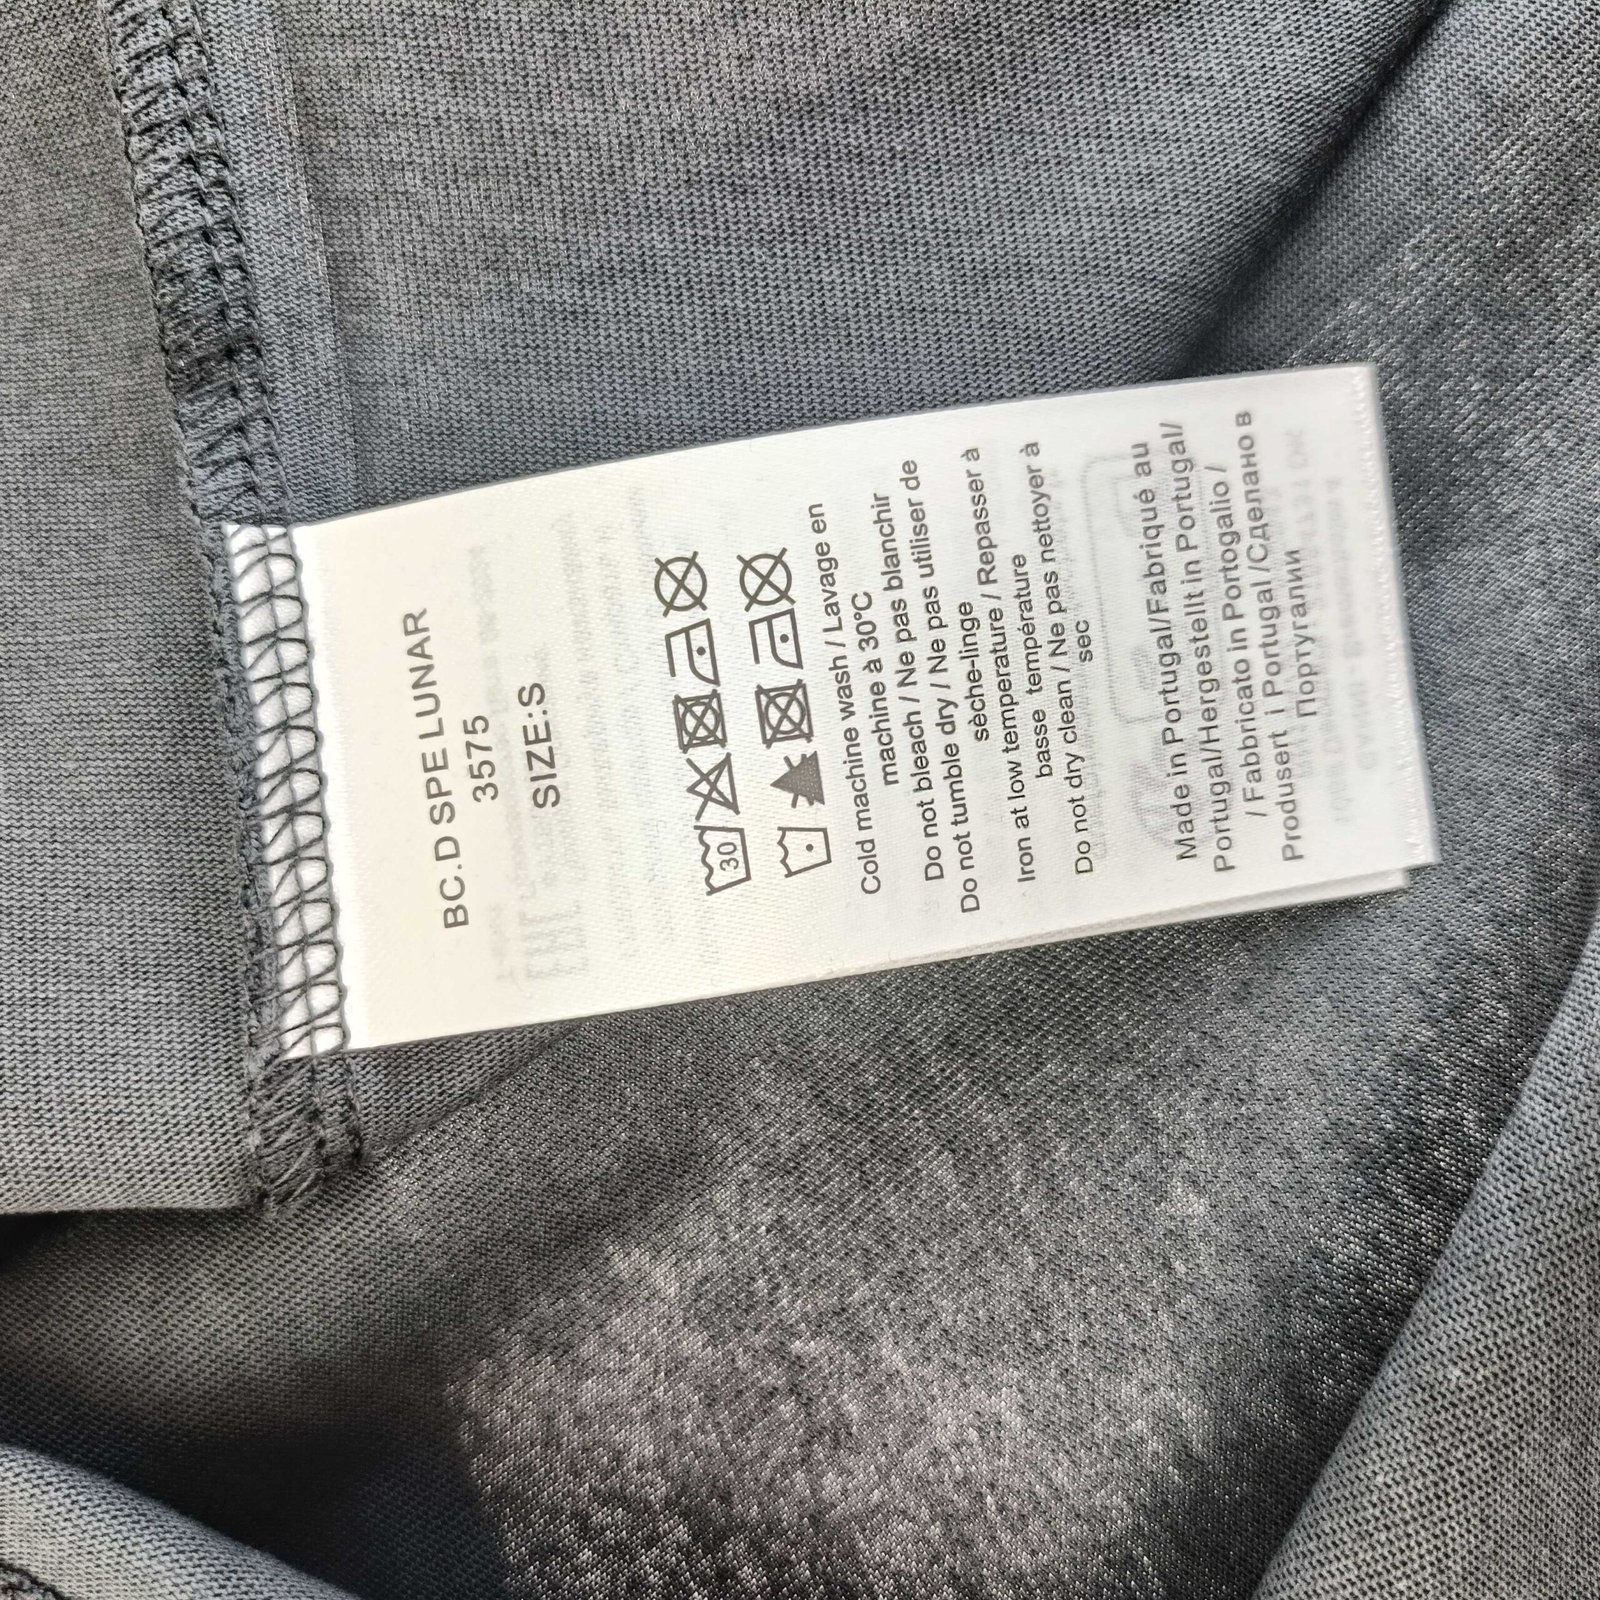 BC.D SPE LUNAR
3575
SIZE:S
30
Cold machine wash / Lavage en
machine à 30°C
Do not bleach / Ne pas blanchir
Do not tumble dry / Ne pas utiliser de
sèche-linge
Iron at low temperature / Repasser à
basse température
Do not dry clean / Ne pas nettoyer à
sec
Made in Portugal/Fabriqué au
Portugal/Hergestellt in Portugal/
/ Fabbricato in Portogallo /
Produsert i Portugal /Сделано в
Португалии